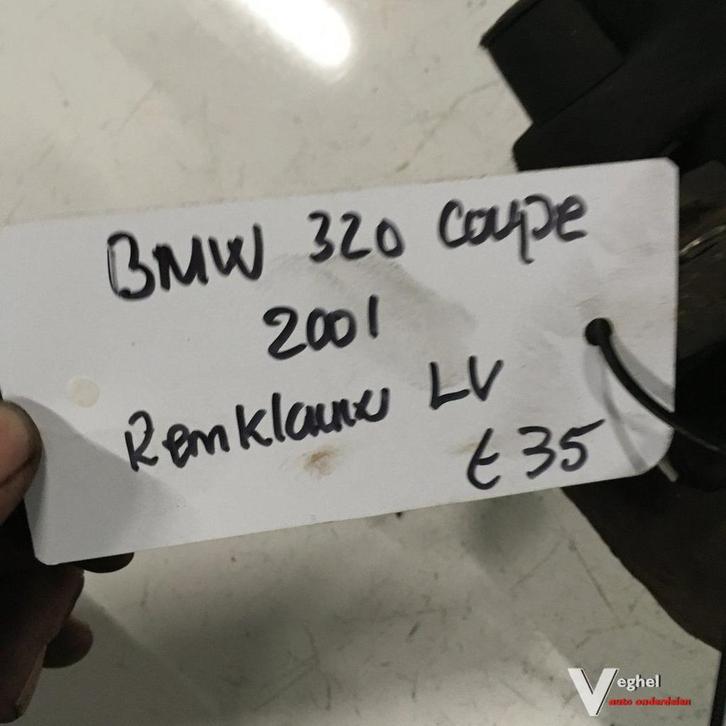 BMW 320 Coupe
2001
Remklauw LV
€35
Veghel
auto onderdelen